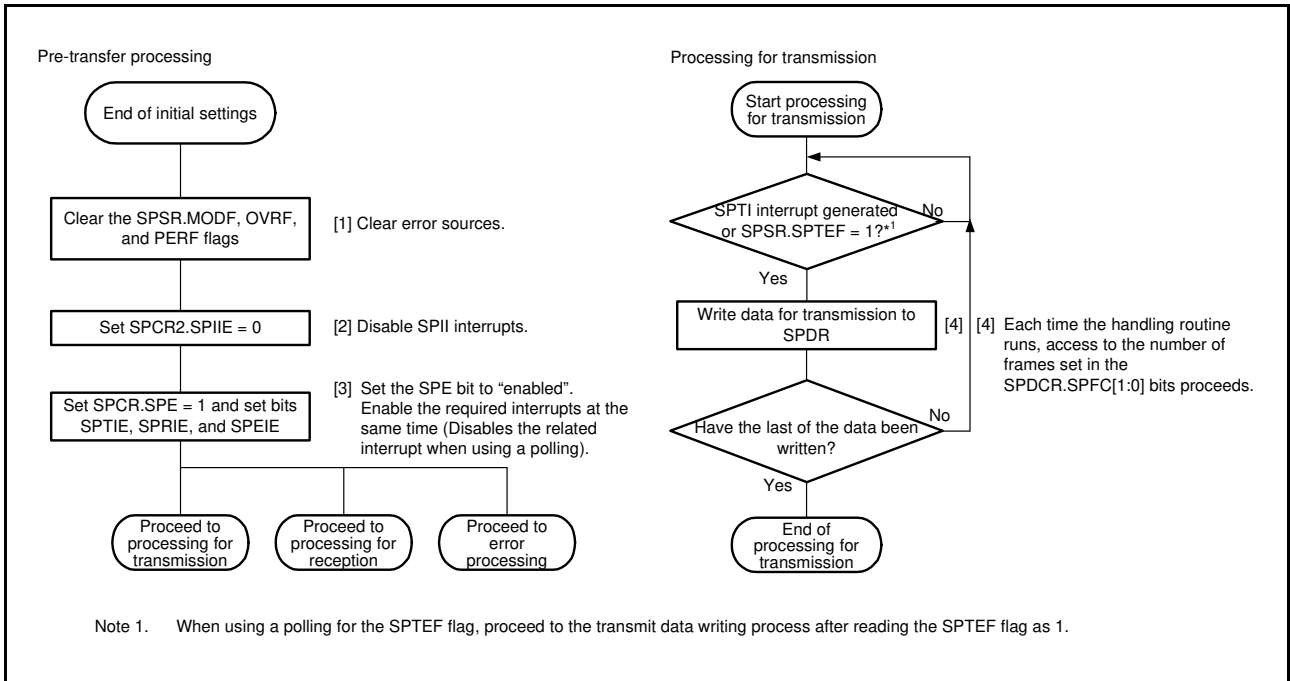 Pre-transfer processing
End of initial settings
Clear the SPSR.MODF, OVRF,
and PERF flags
[1] Clear error sources.
Set SPCR2.SPIIE = 0
[2] Disable SPII interrupts.
Set SPCR.SPE = 1 and set bits
SPTIE, SPRIE, and SPEIE
[3] Set the SPE bit to “enabled”.
Enable the required interrupts at the
same time (Disables the related
interrupt when using a polling).
Proceed to
processing for
transmission
Proceed to
processing for
reception
Proceed to
error
processing
Processing for transmission
Start processing
for transmission
SPTI interrupt generated
or SPSR.SPTEF = 1?*1
No
Yes
Write data for transmission to
SPDR
[4]
[4] Each time the handling routine
runs, access to the number of
frames set in the
SPDCR.SPFC[1:0] bits proceeds.
Have the last of the data been
written?
No
Yes
End of
processing for
transmission
Note 1. When using a polling for the SPTEF flag, proceed to the transmit data writing process after reading the SPTEF flag as 1.